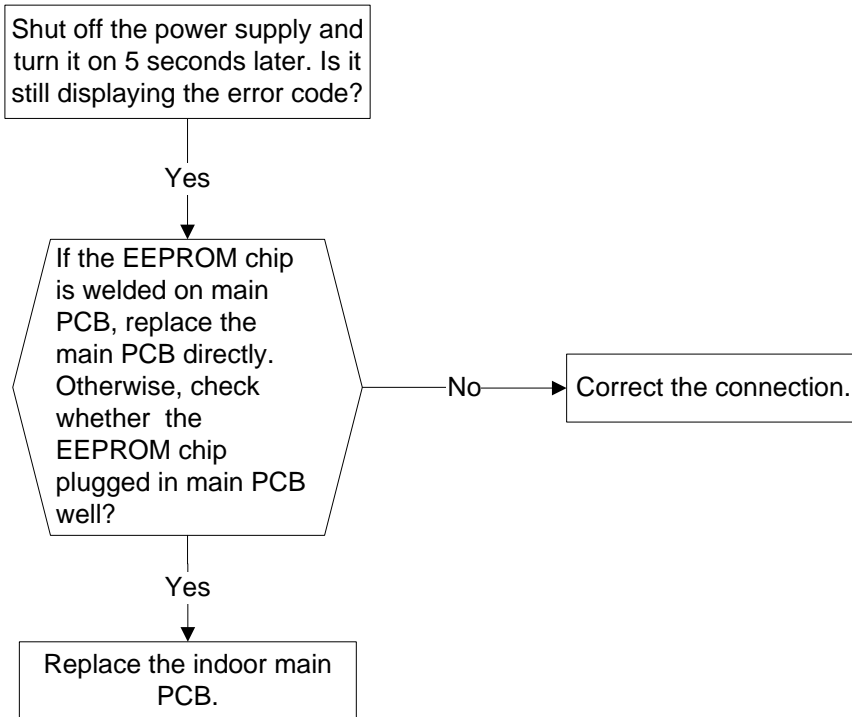 Shut off the power supply and
turn it on 5 seconds later. Is it
still displaying the error code?
Yes
If the EEPROM chip
is welded on main
PCB, replace the
main PCB directly.
Otherwise, check
whether the
EEPROM chip
plugged in main PCB
well?
No
Correct the connection.
Yes
Replace the indoor main
PCB.